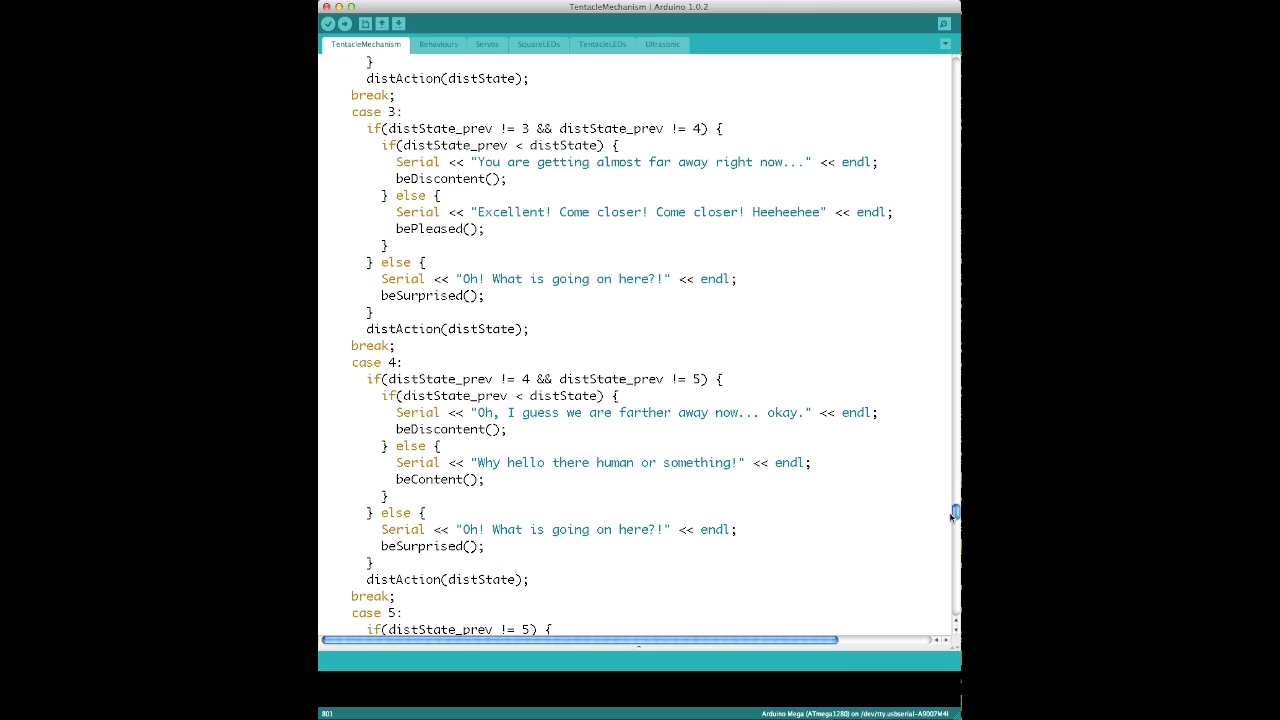 TentacleMechanism | Arduino 1.0.2
TentacleMechanism Behaviours Servos SquareLEDs TentacleLEDs Ultrasonic
}
distAction(distState);
break;
case 3:
if(distState_prev != 3 && distState_prev != 4) {
if(distState_prev < distState) {
Serial << "You are getting almost far away right now..." << endl;
beDiscontent();
} else {
Serial << "Excellent! Come closer! Come closer! Heeheehee" << endl;
bePleased();
}
} else {
Serial << "Oh! What is going on here?!" << endl;
beSurprised();
}
distAction(distState);
break;
case 4:
if(distState_prev != 4 && distState_prev != 5) {
if(distState_prev < distState) {
Serial << "Oh, I guess we are farther away now... okay." << endl;
beDiscontent();
} else {
Serial << "Why hello there human or something!" << endl;
beContent();
}
} else {
Serial << "Oh! What is going on here?!" << endl;
beSurprised();
}
distAction(distState);
break;
case 5:
if(distState_prev != 5) {
801 Arduino Mega (ATmega1280) on /dev/tty.usbserial-A9007M4I